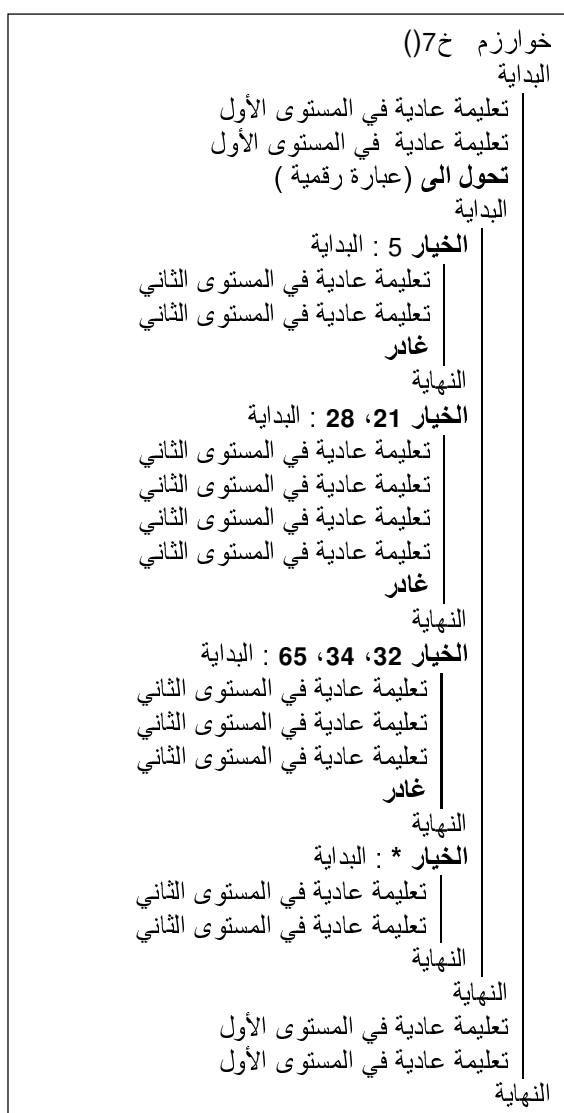 خوارزم خ7()
البداية
تعليمة عادية في المستوى الأول
تعليمة عادية في المستوى الأول
تحول الى (عبارة رقمية )
البداية
الخيار 5 : البداية
تعليمة عادية في المستوى الثاني
تعليمة عادية في المستوى الثاني
غادر
النهاية
الخيار 21، 28 : البداية
تعليمة عادية في المستوى الثاني
تعليمة عادية في المستوى الثاني
تعليمة عادية في المستوى الثاني
تعليمة عادية في المستوى الثاني
غادر
النهاية
الخيار 32، 34، 65 : البداية
تعليمة عادية في المستوى الثاني
تعليمة عادية في المستوى الثاني
تعليمة عادية في المستوى الثاني
غادر
النهاية
الخيار * : البداية
تعليمة عادية في المستوى الثاني
تعليمة عادية في المستوى الثاني
النهاية
النهاية
تعليمة عادية في المستوى الأول
تعليمة عادية في المستوى الأول
النهاية